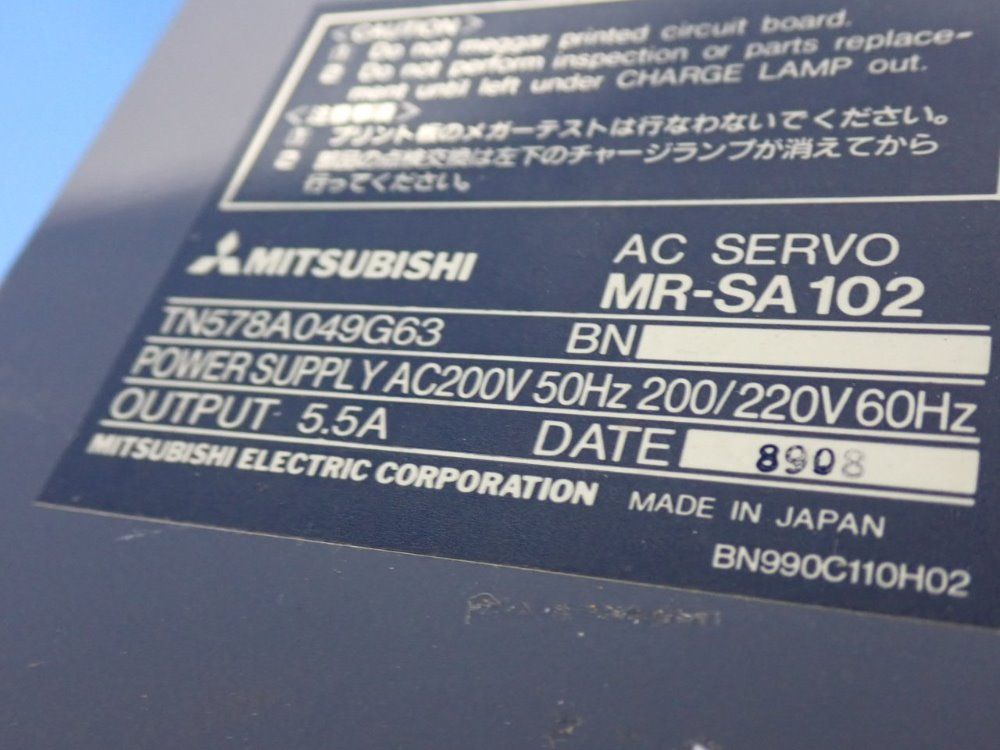 <CAUTION>
1 Do not meggar printed circuit board.
2 Do not perform inspection or parts replace-
ment until left under CHARGE LAMP out.
<注意事項>
1 プリント板のメガーテストは行なわないでください。
2 部品の点検交換は左下のチャージランプが消えてから
行ってください。
MITSUBISHI
AC SERVO
MR-SA102
TN578A049G63 BN
POWER SUPPLY AC200V 50Hz 200/220V 60Hz
OUTPUT 5.5A DATE 8908
MITSUBISHI ELECTRIC CORPORATION MADE IN JAPAN
BN990C110H02